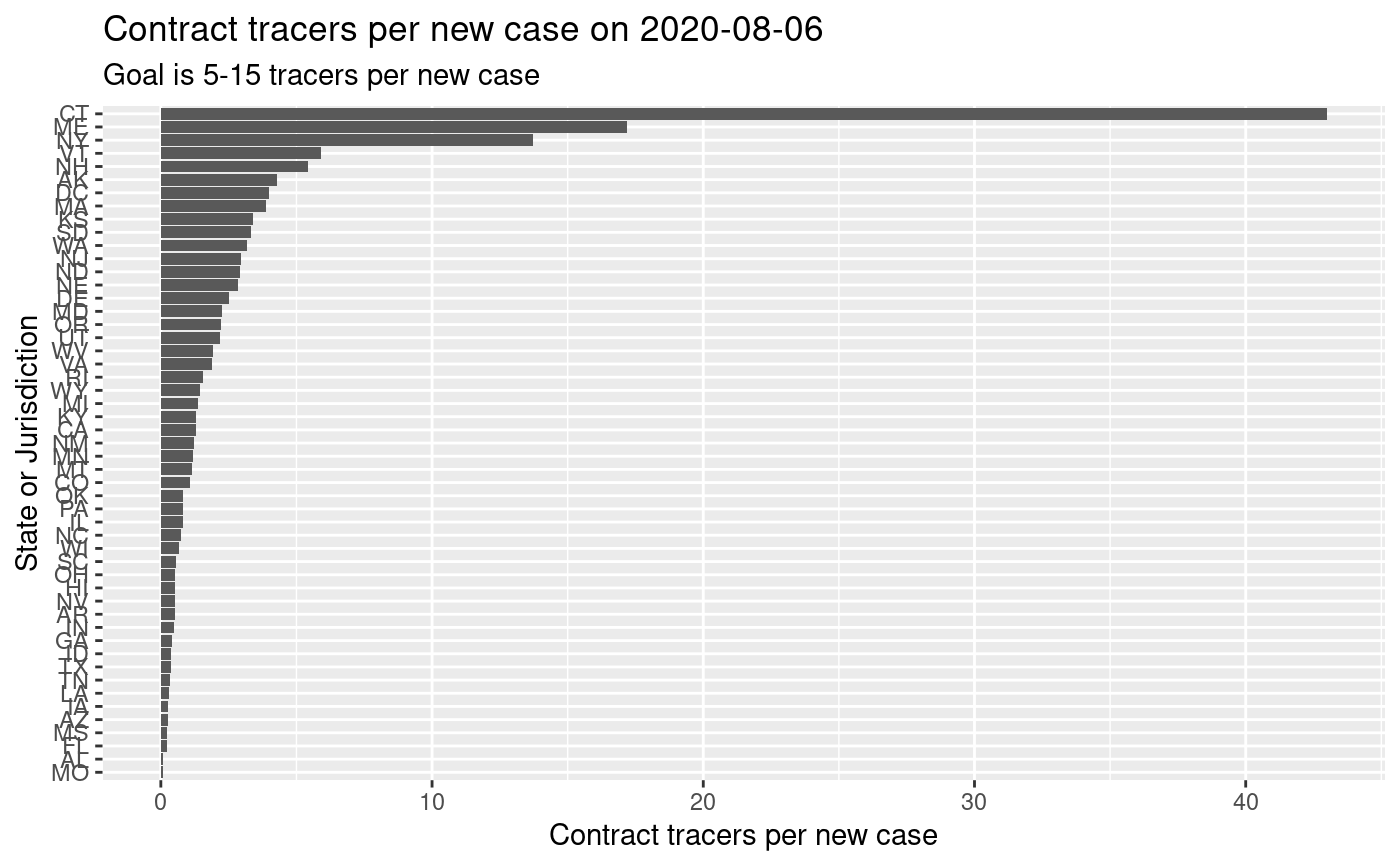 Contract tracers per new case on 2020-08-06
Goal is 5-15 tracers per new case
State or Jurisdiction
CT
ME
NY
VT
NH
AK
DC
MA
KS
SD
WA
NJ
ND
NE
DE
MD
OR
UT
WV
VA
RI
WY
MI
KY
CA
NM
MN
MT
CO
OK
PA
IL
NC
WI
SC
OH
HI
NV
AR
IN
GA
ID
TX
TN
LA
IA
AZ
MS
FL
AL
MO
0 10 20 30 40
Contract tracers per new case